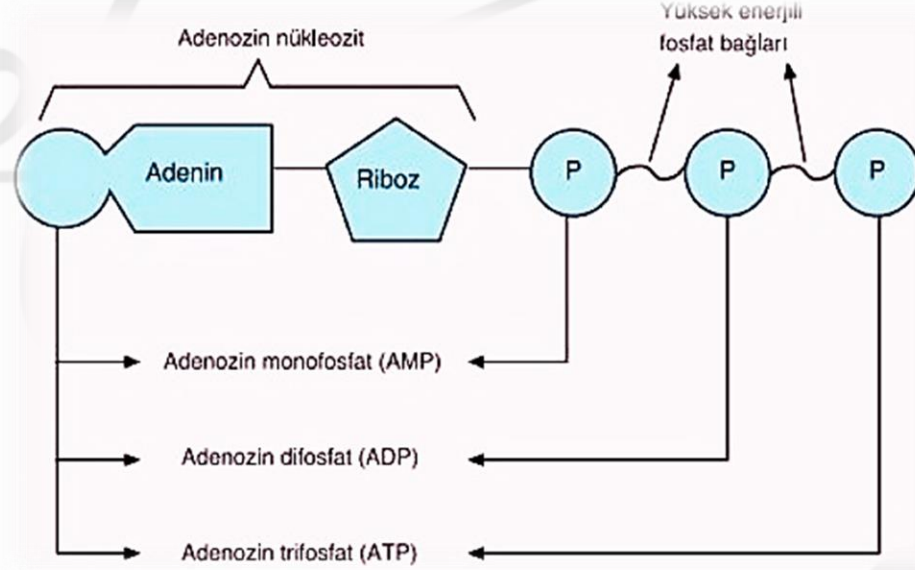 Yüksek enerjili
fosfat bağları
Adenozin nükleozit
Adenin
Riboz
P
P
P
Adenozin monofosfat (AMP)
Adenozin difosfat (ADP)
Adenozin trifosfat (ATP)